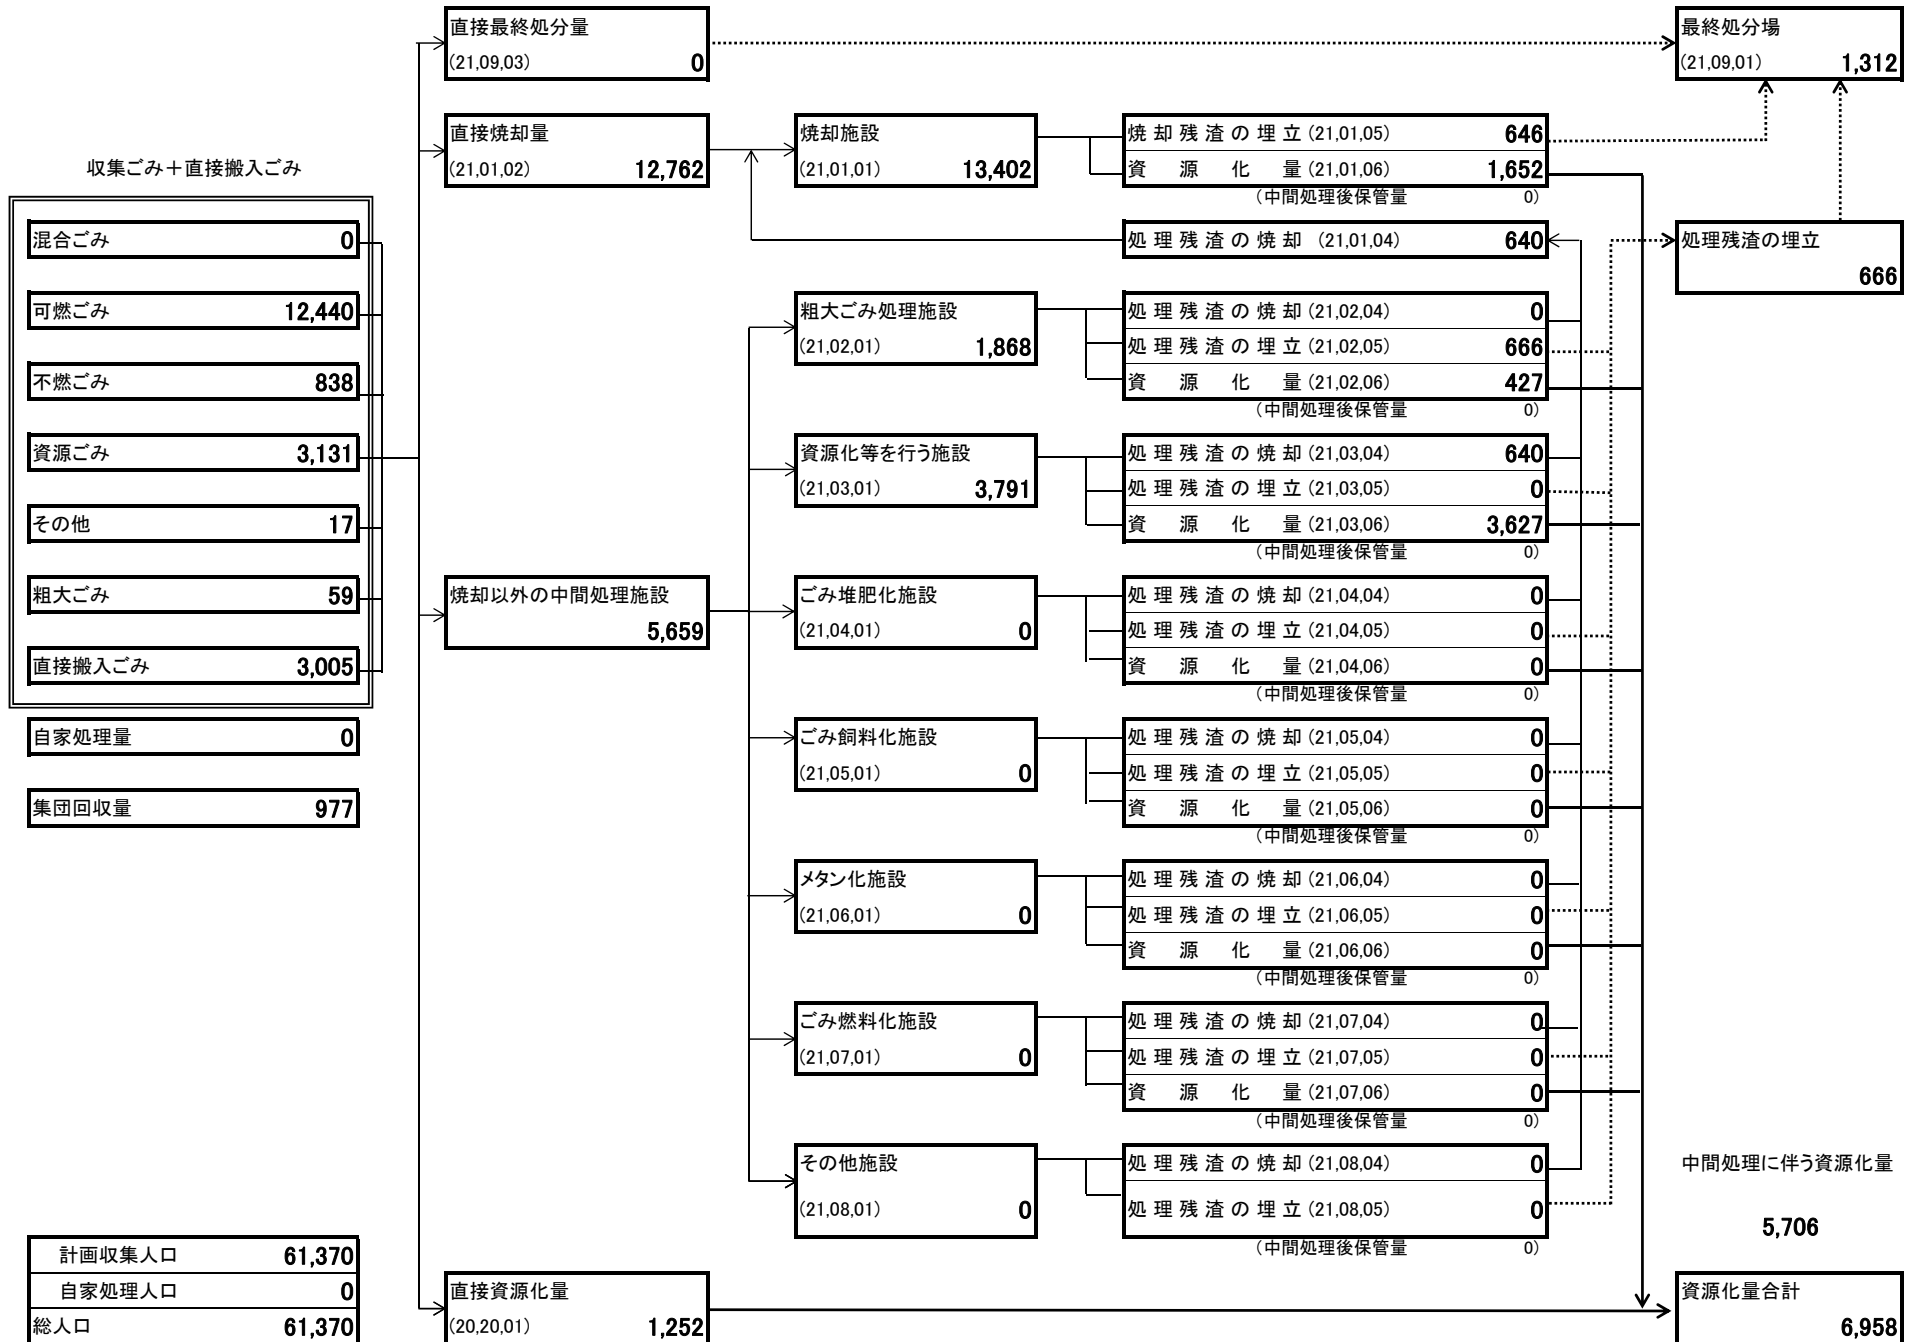 収集ごみ＋直接搬入ごみ
混合ごみ 0
可燃ごみ 12,440
不燃ごみ 838
資源ごみ 3,131
その他 17
粗大ごみ 59
直接搬入ごみ 3,005
自家処理量 0
集団回収量 977
計画収集人口 61,370
自家処理人口 0
総人口 61,370
直接最終処分量
(21,09,03) 0
直接焼却量
(21,01,02) 12,762
焼却以外の中間処理施設
5,659
直接資源化量
(20,20,01) 1,252
焼却施設
(21,01,01) 13,402
粗大ごみ処理施設
(21,02,01) 1,868
資源化等を行う施設
(21,03,01) 3,791
ごみ堆肥化施設
(21,04,01) 0
ごみ飼料化施設
(21,05,01) 0
メタン化施設
(21,06,01) 0
ごみ燃料化施設
(21,07,01) 0
その他施設
(21,08,01) 0
焼却残渣の埋立(21,01,05) 646
資源化量(21,01,06) 1,652
（中間処理後保管量 0）
処理残渣の焼却 (21,01,04) 640
処理残渣の焼却(21,02,04) 0
処理残渣の埋立(21,02,05) 666
資源化量(21,02,06) 427
（中間処理後保管量 0）
処理残渣の焼却(21,03,04) 640
処理残渣の埋立(21,03,05) 0
資源化量(21,03,06) 3,627
（中間処理後保管量 0）
処理残渣の焼却(21,04,04) 0
処理残渣の埋立(21,04,05) 0
資源化量(21,04,06) 0
（中間処理後保管量 0）
処理残渣の焼却(21,05,04) 0
処理残渣の埋立(21,05,05) 0
資源化量(21,05,06) 0
（中間処理後保管量 0）
処理残渣の焼却(21,06,04) 0
処理残渣の埋立(21,06,05) 0
資源化量(21,06,06) 0
（中間処理後保管量 0）
処理残渣の焼却(21,07,04) 0
処理残渣の埋立(21,07,05) 0
資源化量(21,07,06) 0
（中間処理後保管量 0）
処理残渣の焼却(21,08,04) 0
処理残渣の埋立(21,08,05) 0
（中間処理後保管量 0）
最終処分場
(21,09,01) 1,312
処理残渣の埋立
666
中間処理に伴う資源化量
5,706
資源化量合計
6,958